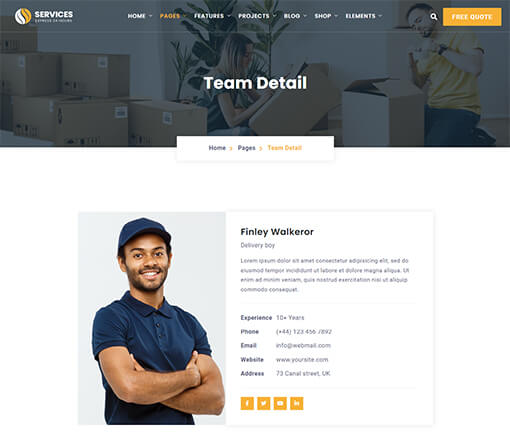 SERVICES
EXPRESS 24 HOURS
HOME PAGES FEATURES PROJECTS BLOG SHOP ELEMENTS
FREE QUOTE
Team Detail
Home Pages Team Detail
Finley Walkeror
Delivery boy
Lorem ipsum dolor sit amet consectetur adipisicing elit, sed do
eiusmod tempor incididunt ut labore et dolore magna aliqua. Ut
enim ad minim veniam, quis nostrud exercitation nisi ut aliquip
commodo consequat.
Experience 10+ Years
Phone (+44) 123 456 7892
Email info@webmail.com
Website www.yoursite.com
Address 73 Canal street, UK